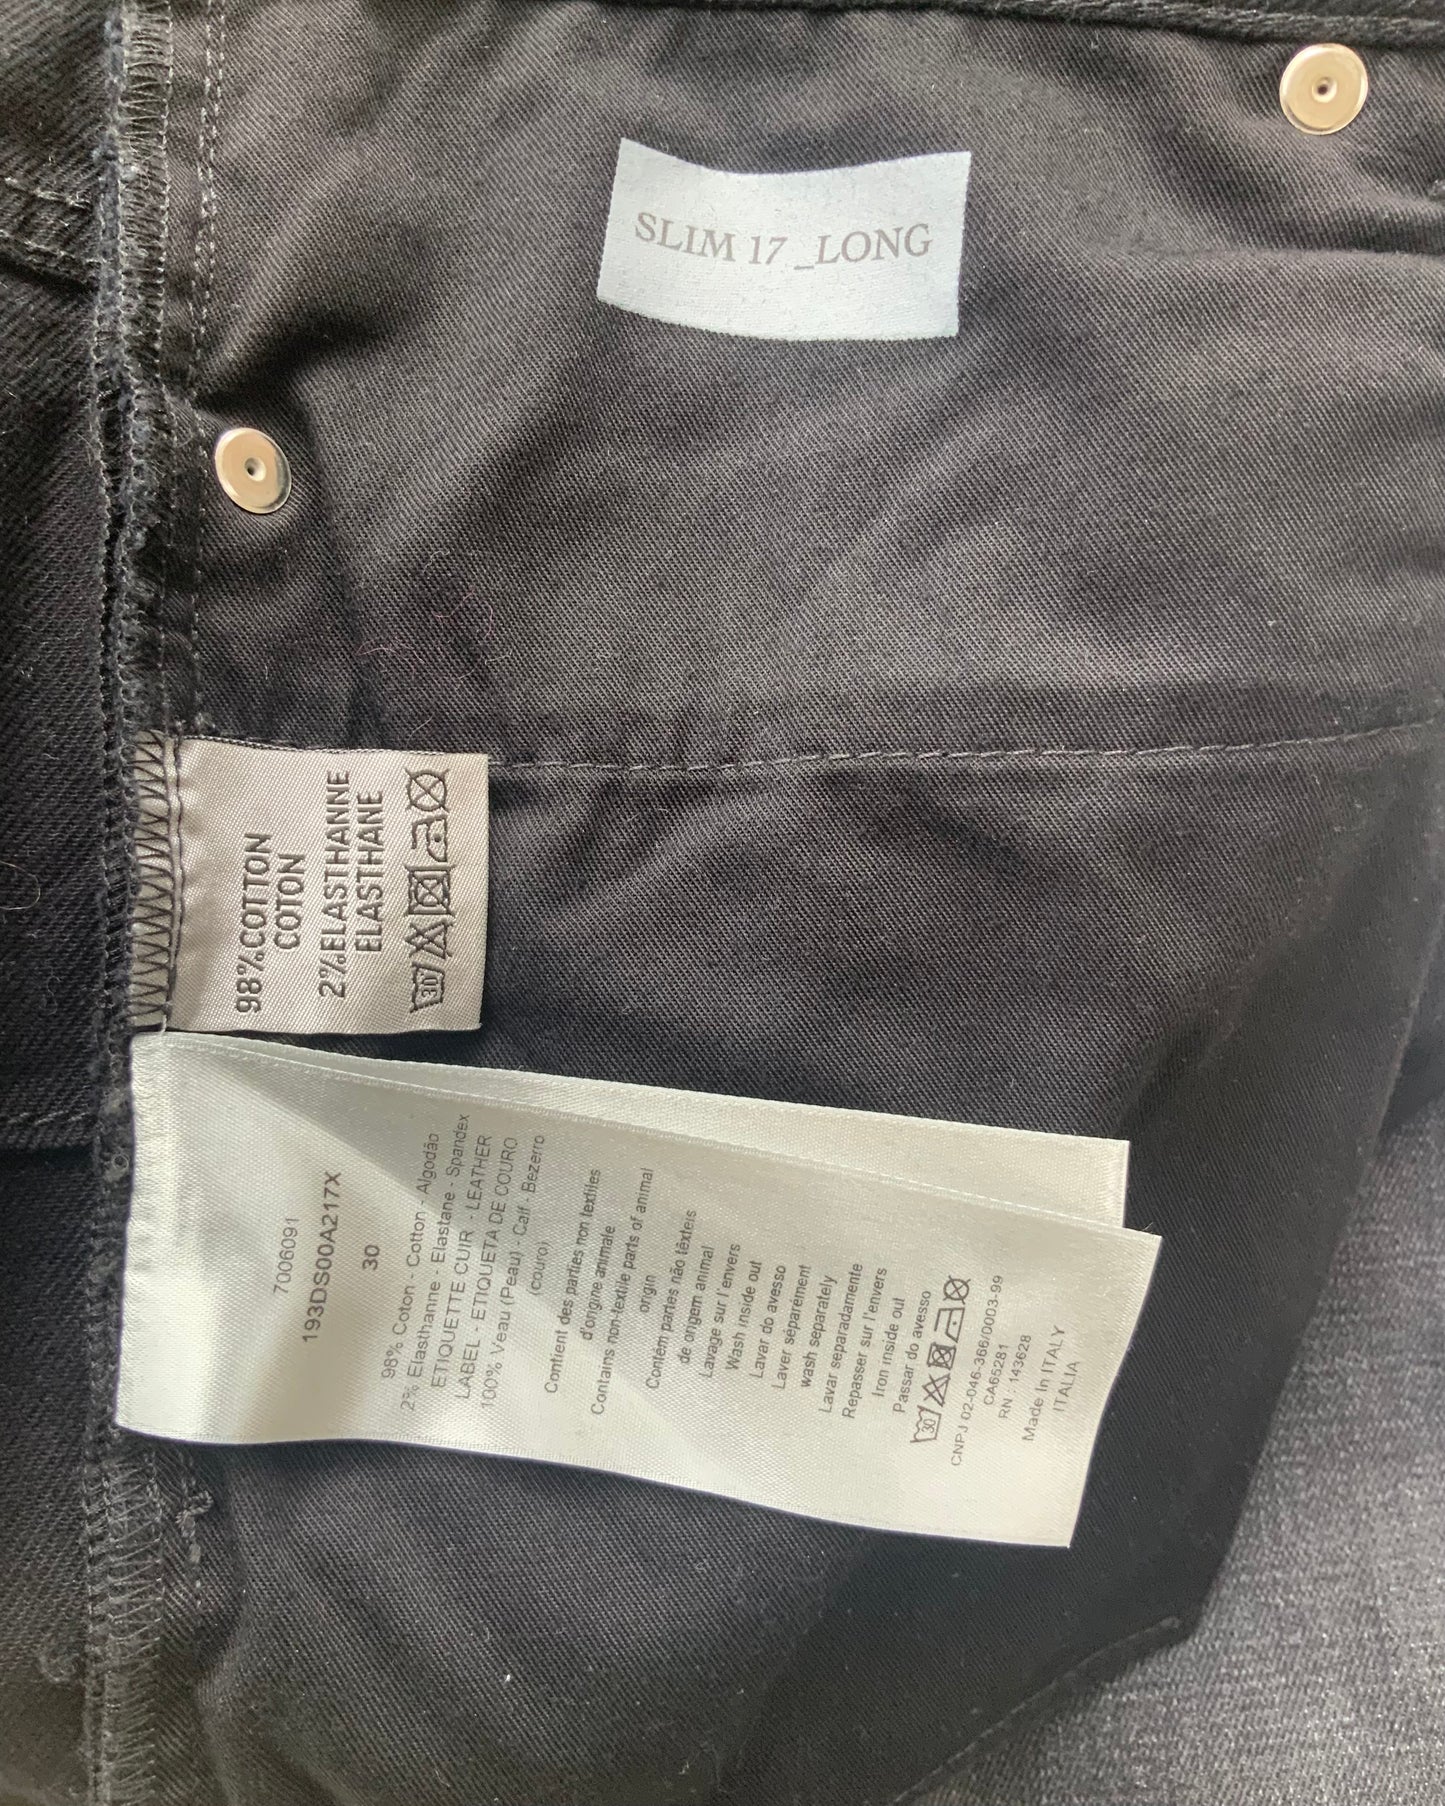 SLIM 17 _LONG
98%COTTON
COTON
2%ELASTHANNE
ELASTHANE
30
7006091
193DS00A217X
30
98% Coton - Cotton - Algodão
2% Elasthanne - Elastane - Spandex
ETIQUETTE CUIR - LEATHER
LABEL - ETIQUETA DE COURO
100% Veau (Peau) - Calf - Bezerro
(couro)
Contient des parties non textiles
d'origine animale
Contains non-textile parts of animal
origin
Contém partes não têxteis
de origem animal
Lavage sur l'envers
Wash inside out
Lavar do avesso
Laver séparément
wash separately
Lavar separadamente
Repasser sur l'envers
Iron inside out
Passar do avesso
30
CNPJ 02-046-366/0003-99
CA65281
RN : 143628
Made In ITALY
ITALIA